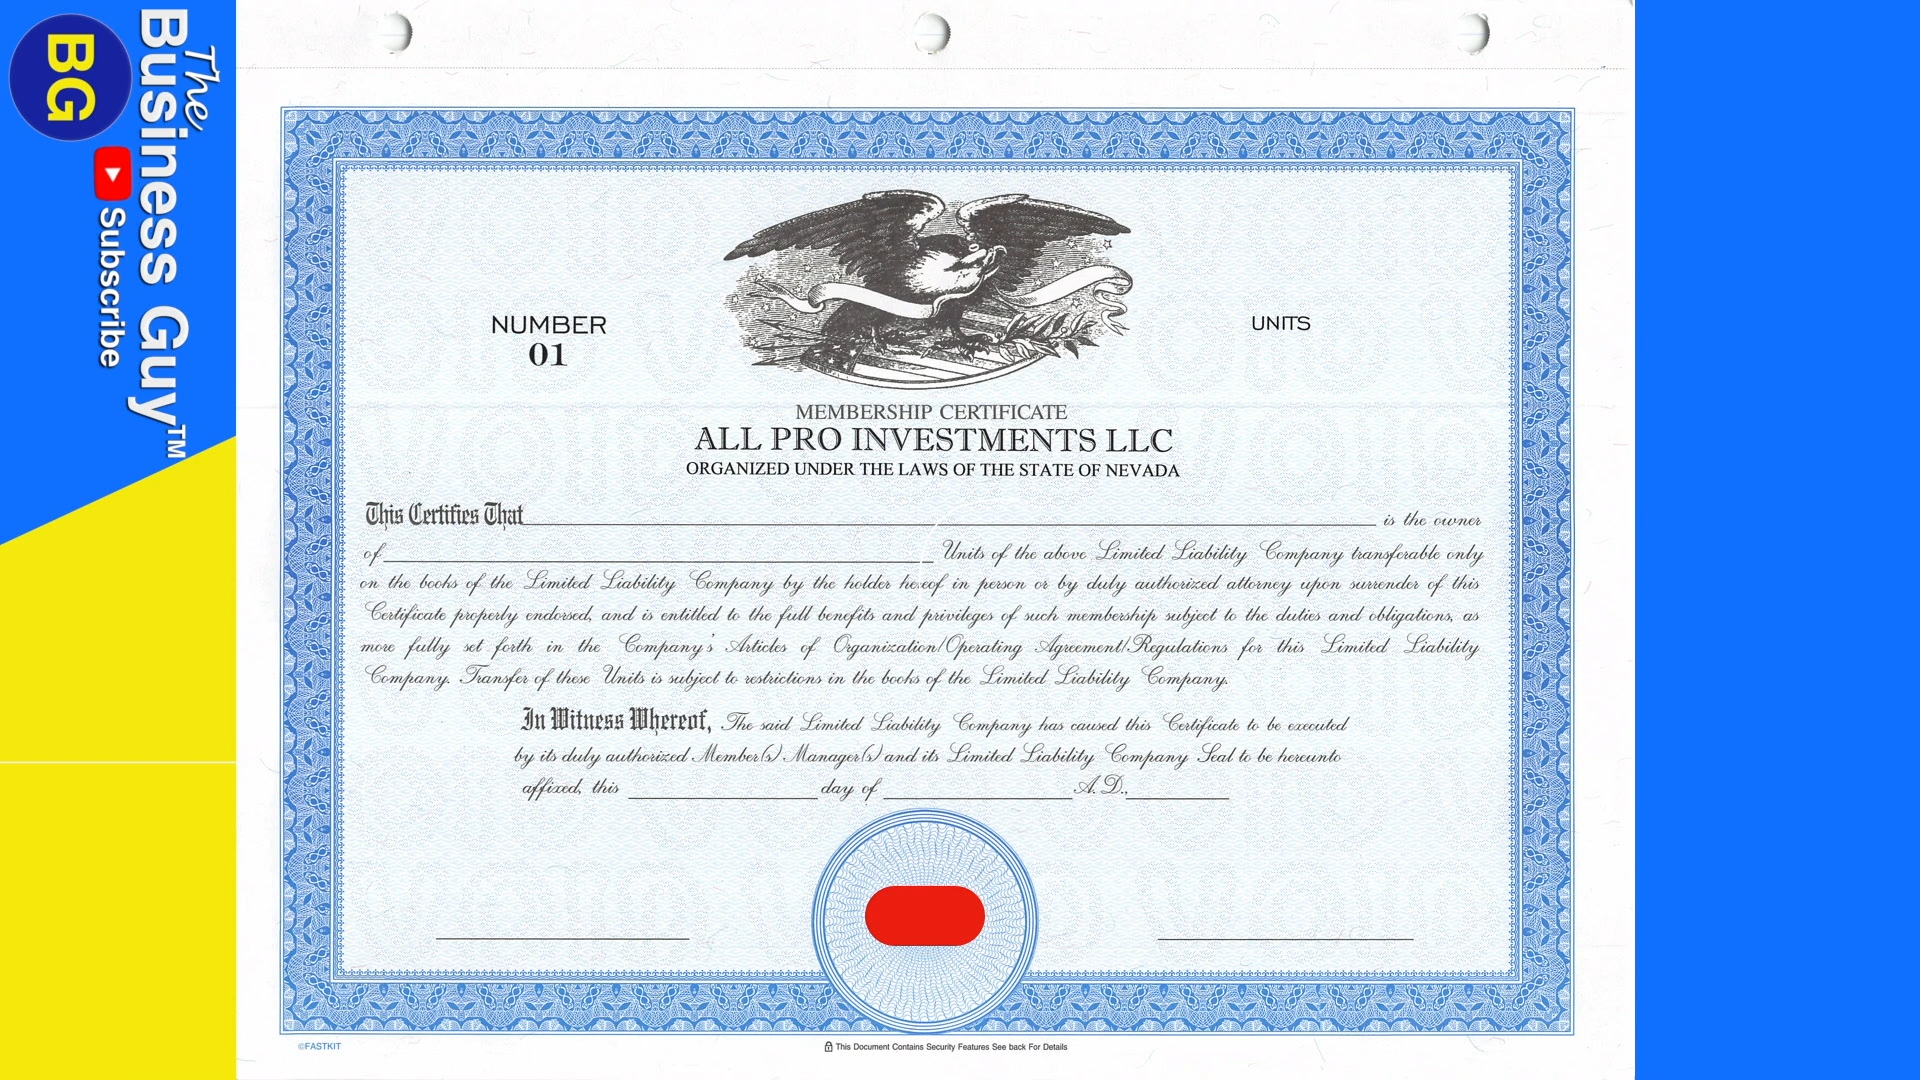 BG
The
Business Guy™
Subscribe
NUMBER
01
UNITS
MEMBERSHIP CERTIFICATE
ALL PRO INVESTMENTS LLC
ORGANIZED UNDER THE LAWS OF THE STATE OF NEVADA
This Certifies That is the owner
of Units of the above Limited Liability Company transferable only
on the books of the Limited Liability Company by the holder hereof in person or by duly authorized attorney upon surrender of this
Certificate properly endorsed, and is entitled to the full benefits and privileges of such membership subject to the duties and obligations, as
more fully set forth in the Company's Articles of Organization/Operating Agreement/Regulations for this Limited Liability
Company. Transfer of these Units is subject to restrictions in the books of the Limited Liability Company.
In Witness Whereof, The said Limited Liability Company has caused this Certificate to be executed
by its duly authorized Member(s) Manager(s) and its Limited Liability Company Seal to be hereunto
affixed, this day of A.D.,
©FASTKIT
This Document Contains Security Features See back For Details